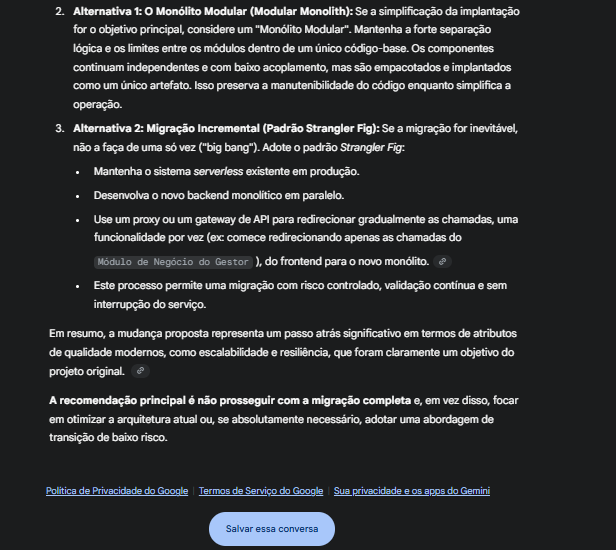 2. Alternativa 1: O Monólito Modular (Modular Monolith): Se a simplificação da implantação
for o objetivo principal, considere um "Monólito Modular". Mantenha a forte separação
lógica e os limites entre os módulos dentro de um único código-base. Os componentes
continuam independentes e com baixo acoplamento, mas são empacotados e implantados
como um único artefato. Isso preserva a manutenibilidade do código enquanto simplifica a
operação.
3. Alternativa 2: Migração Incremental (Padrão Strangler Fig): Se a migração for inevitável,
não a faça de uma só vez ("big bang"). Adote o padrão Strangler Fig:
• Mantenha o sistema serverless existente em produção.
• Desenvolva o novo backend monolítico em paralelo.
• Use um proxy ou um gateway de API para redirecionar gradualmente as chamadas, uma
funcionalidade por vez (ex: comece redirecionando apenas as chamadas do
Módulo de Negócio do Gestor ), do frontend para o novo monólito.
• Este processo permite uma migração com risco controlado, validação contínua e sem
interrupção do serviço.
Em resumo, a mudança proposta representa um passo atrás significativo em termos de atributos
de qualidade modernos, como escalabilidade e resiliência, que foram claramente um objetivo do
projeto original.
A recomendação principal é não prosseguir com a migração completa e, em vez disso, focar
em otimizar a arquitetura atual ou, se absolutamente necessário, adotar uma abordagem de
transição de baixo risco.
Política de Privacidade do Google | Termos de Serviço do Google | Sua privacidade e os apps do Gemini
Salvar essa conversa